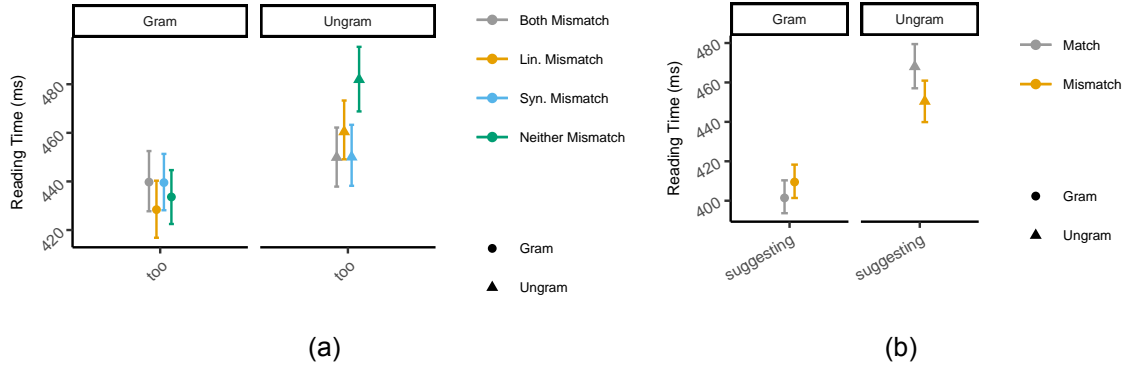 Gram
Ungram
Reading Time (ms)
480
460
440
420
too
too
Both Mismatch
Lin. Mismatch
Syn. Mismatch
Neither Mismatch
Gram
Ungram
(a)
Gram
Ungram
Reading Time (ms)
480
460
440
420
400
suggesting
suggesting
Match
Mismatch
Gram
Ungram
(b)